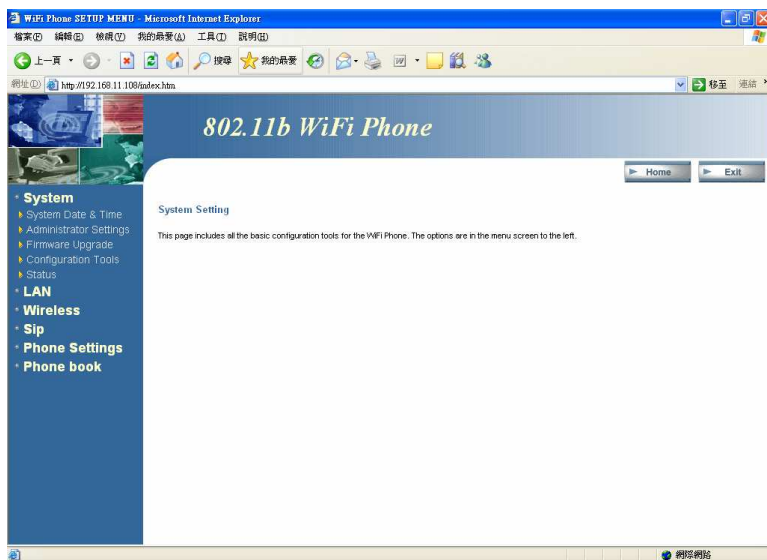 WiFi Phone SETUP MENU - Microsoft Internet Explorer
檔案(F) 編輯(E) 檢視(V) 我的最愛(A) 工具(T) 說明(H)
上一頁 搜尋 我的最愛
網址(D) http://192.168.11.108/index.htm 移至 連結 »
802.11b WiFi Phone
Home Exit
System
System Date & Time
Administrator Settings
Firmware Upgrade
Configuration Tools
Status
LAN
Wireless
Sip
Phone Settings
Phone book
System Setting
This page includes all the basic configuration tools for the WiFi Phone. The options are in the menu screen to the left.
網際網路